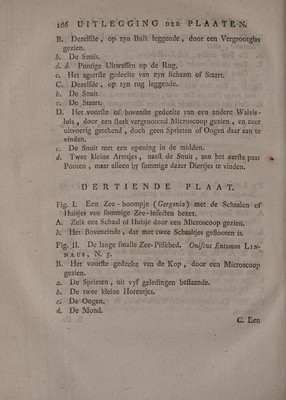 166 UITLEGGING DER PLAATEN.
B. Dezelfde, op zyn Buik leggende, door een Vergrootglas
gezien.
b. De Snuit.
d. d. Puntige Uitwassen op de Rug.
e. Het agterste gedeelte van zyn lichaam of Staart.
C. Dezelfde, op zyn rug leggende.
b. De Snuit.
e. De Staart.
D. Het voorste of bovenste gedeelte van een andere Walvis-
luis, door een sterk vergrootend Microscoop gezien, en zeer
uitvoerig getekend, doch geen Sprieten of Oogen daar aan te
vinden.
c. De Snuit met een opening in de midden.
d. Twee kleine Armtjes, naast de Snuit, aan het eerste paar
Pooten, maar alleen by sommige dezer Diertjes te vinden.
DERTIENDE PLAAT.
Fig. I. Een Zee-boompje (Gorgonia) met de Schaalen of
Huisjes van sommige Zee-insecten bezet.
A. Zulk een Schaal of Huisje door een Microscoop gezien.
b. Het Boveneinde, dat met twee Schaaltjes geslooten is.
Fig. II. De lange smalle Zee-Pissebed. Oniscus Entomon LIN-
NÆUS, N. 5.
B. Het voorste gedeelte van de Kop, door een Microscoop
gezien.
a. De Sprieten, uit vyf geledingen bestaande.
b. De twee kleine Horentjes.
c. De Oogen.
d. De Mond.
C. Een